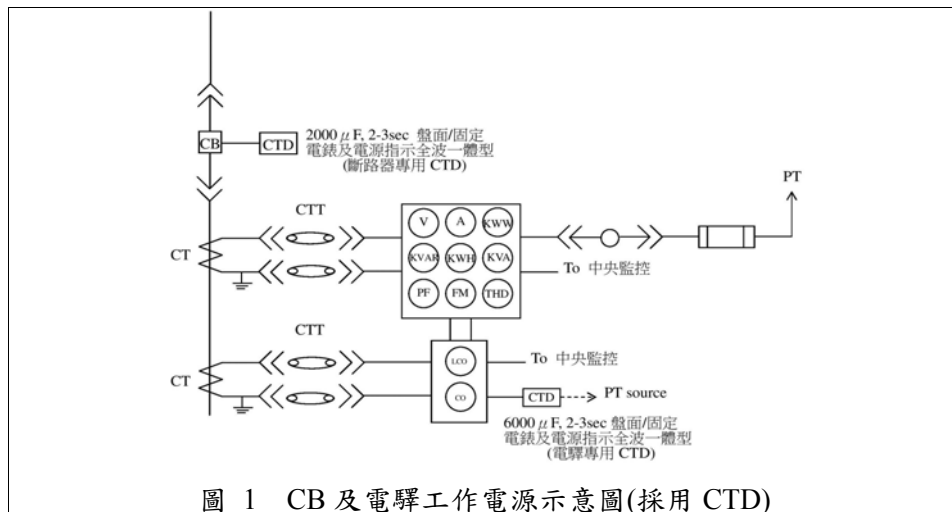 CB
CTD
2000 μF, 2-3sec 盤面/固定
電錶及電源指示全波一體型
(斷路器專用 CTD)
PT
CTT
CT
V
A
KWW
KVAR
KWH
KVA
PF
FM
THD
To 中央監控
CTT
CT
LCO
CO
To 中央監控
CTD
PT source
6000 μF, 2-3sec 盤面/固定
電錶及電源指示全波一體型
(電驛專用 CTD)
圖 1 CB 及電驛工作電源示意圖(採用 CTD)